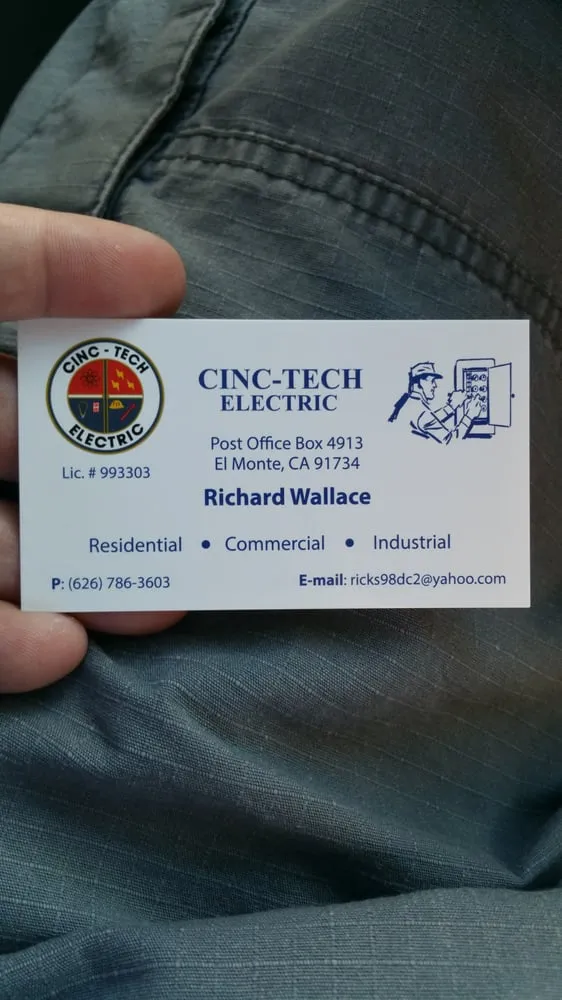 CINC - TECH
ELECTRIC
Lic. # 993303
CINC-TECH
ELECTRIC
Post Office Box 4913
El Monte, CA 91734
Richard Wallace
Residential • Commercial • Industrial
P: (626) 786-3603
E-mail: ricks98dc2@yahoo.com